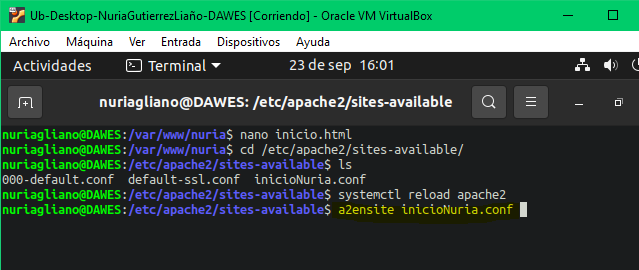 Ub-Desktop-NuriaGutierrezLiaño-DAWES [Corriendo] - Oracle VM VirtualBox
Archivo Máquina Ver Entrada Dispositivos Ayuda
Actividades Terminal 23 de sep 16:01
nuriagliano@DAWES: /etc/apache2/sites-available
nuriagliano@DAWES:/var/www/nuria$ nano inicio.html
nuriagliano@DAWES:/var/www/nuria$ cd /etc/apache2/sites-available/
nuriagliano@DAWES:/etc/apache2/sites-available$ ls
000-default.conf default-ssl.conf inicioNuria.conf
nuriagliano@DAWES:/etc/apache2/sites-available$ systemctl reload apache2
nuriagliano@DAWES:/etc/apache2/sites-available$ a2ensite inicioNuria.conf